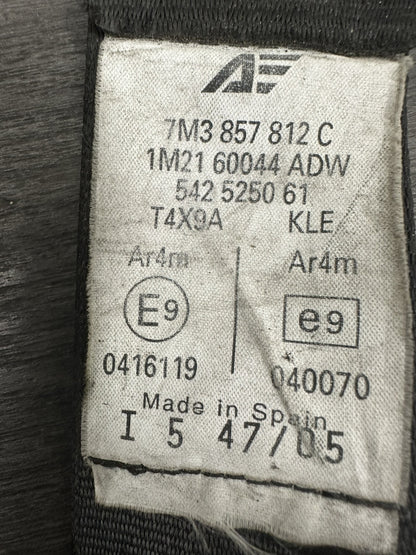 AF
7M3 857 812 C
1M21 60044 ADW
542 5250 61
T4X9A KLE
Ar4m Ar4m
E9 e9
0416119 040070
Made in Spain
I 5 47/05